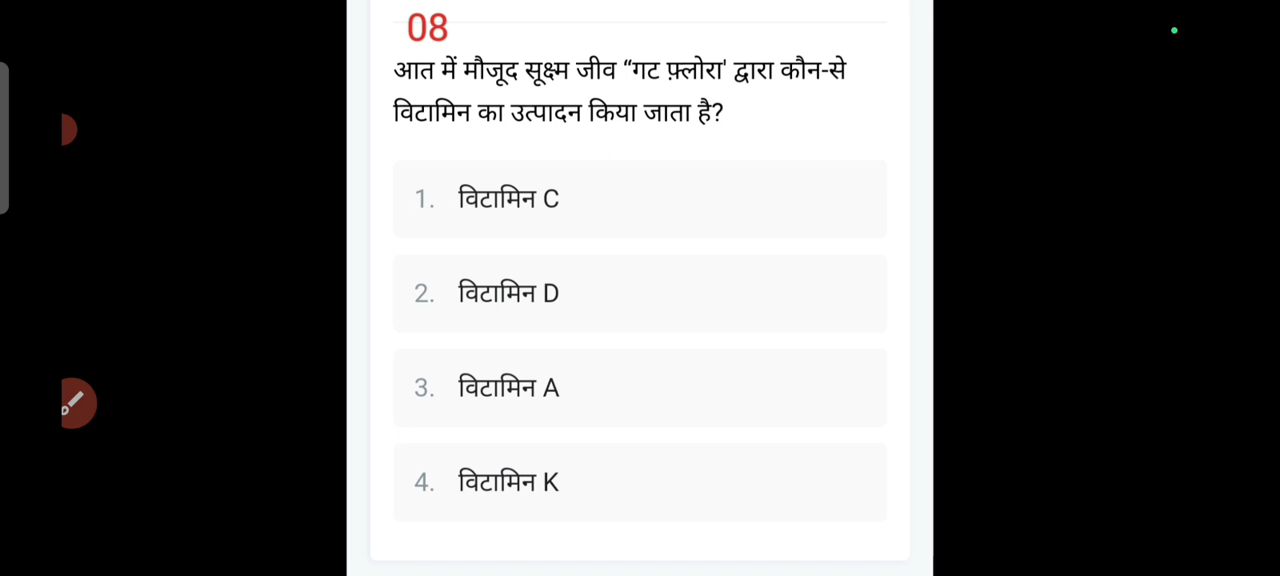 08
आत में मौजूद सूक्ष्म जीव “गट फ़्लोरा' द्वारा कौन-से
विटामिन का उत्पादन किया जाता है?
1. विटामिन C
2. विटामिन D
3. विटामिन A
4. विटामिन K